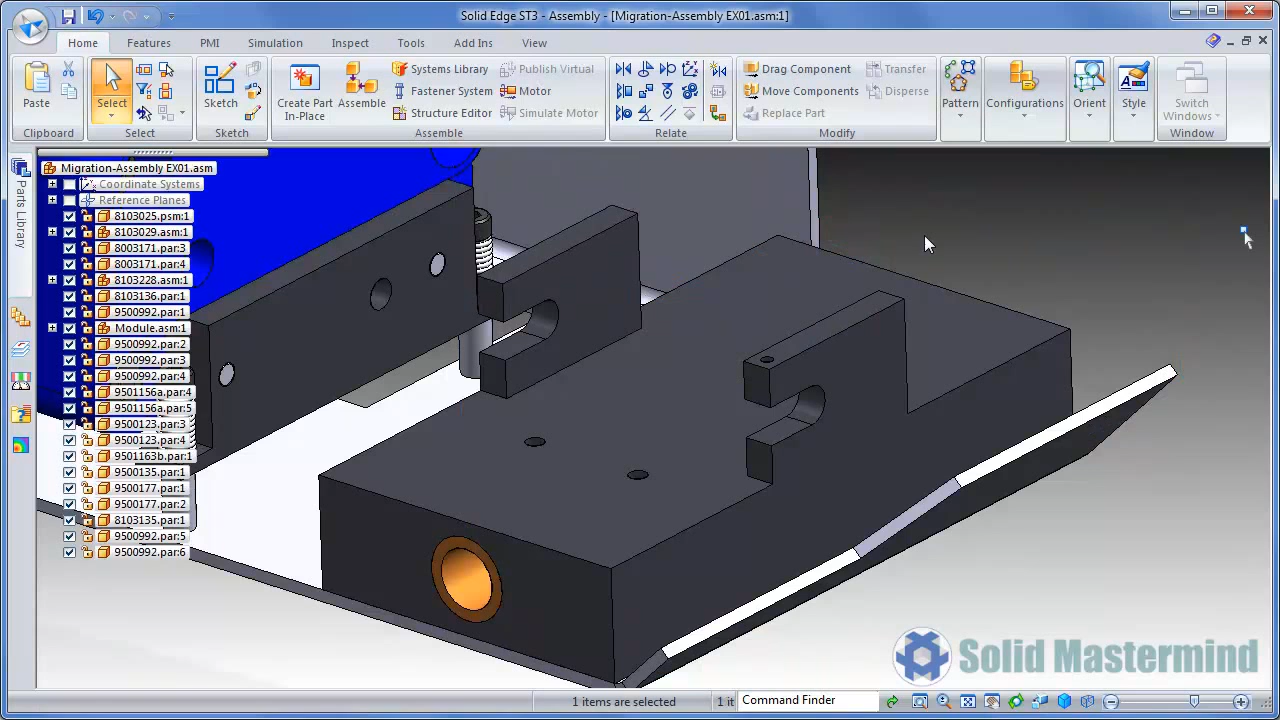 Solid Edge ST3 - Assembly - [Migration-Assembly EX01.asm:1]
Home Features PMI Simulation Inspect Tools Add Ins View
Paste
Clipboard
Select
Select
Sketch
Sketch
Create Part In-Place
Assemble
Systems Library
Fastener System
Structure Editor
Publish Virtual
Motor
Simulate Motor
Assemble
Relate
Drag Component
Move Component
Replace Part
Transfer
Disperse
Modify
Pattern
Configurations
Orient
Style
Switch Windows
Window
Parts Library
Migration-Assembly EX01.asm
Coordinate Systems
Reference Planes
8103025.psm:1
8103029.asm:1
8003171.par:3
8003171.par:4
8103228.asm:1
8103136.par:1
9500992.par:1
Module.asm:1
9500992.par:2
9500992.par:3
9500992.par:4
9501156a.par:4
9501156a.par:5
9500123.par:3
9500123.par:4
9501163b.par:1
9500135.par:1
9500177.par:1
9500177.par:2
8103135.par:1
9500992.par:5
9500992.par:6
Solid Mastermind
1 items are selected
1 it
Command Finder